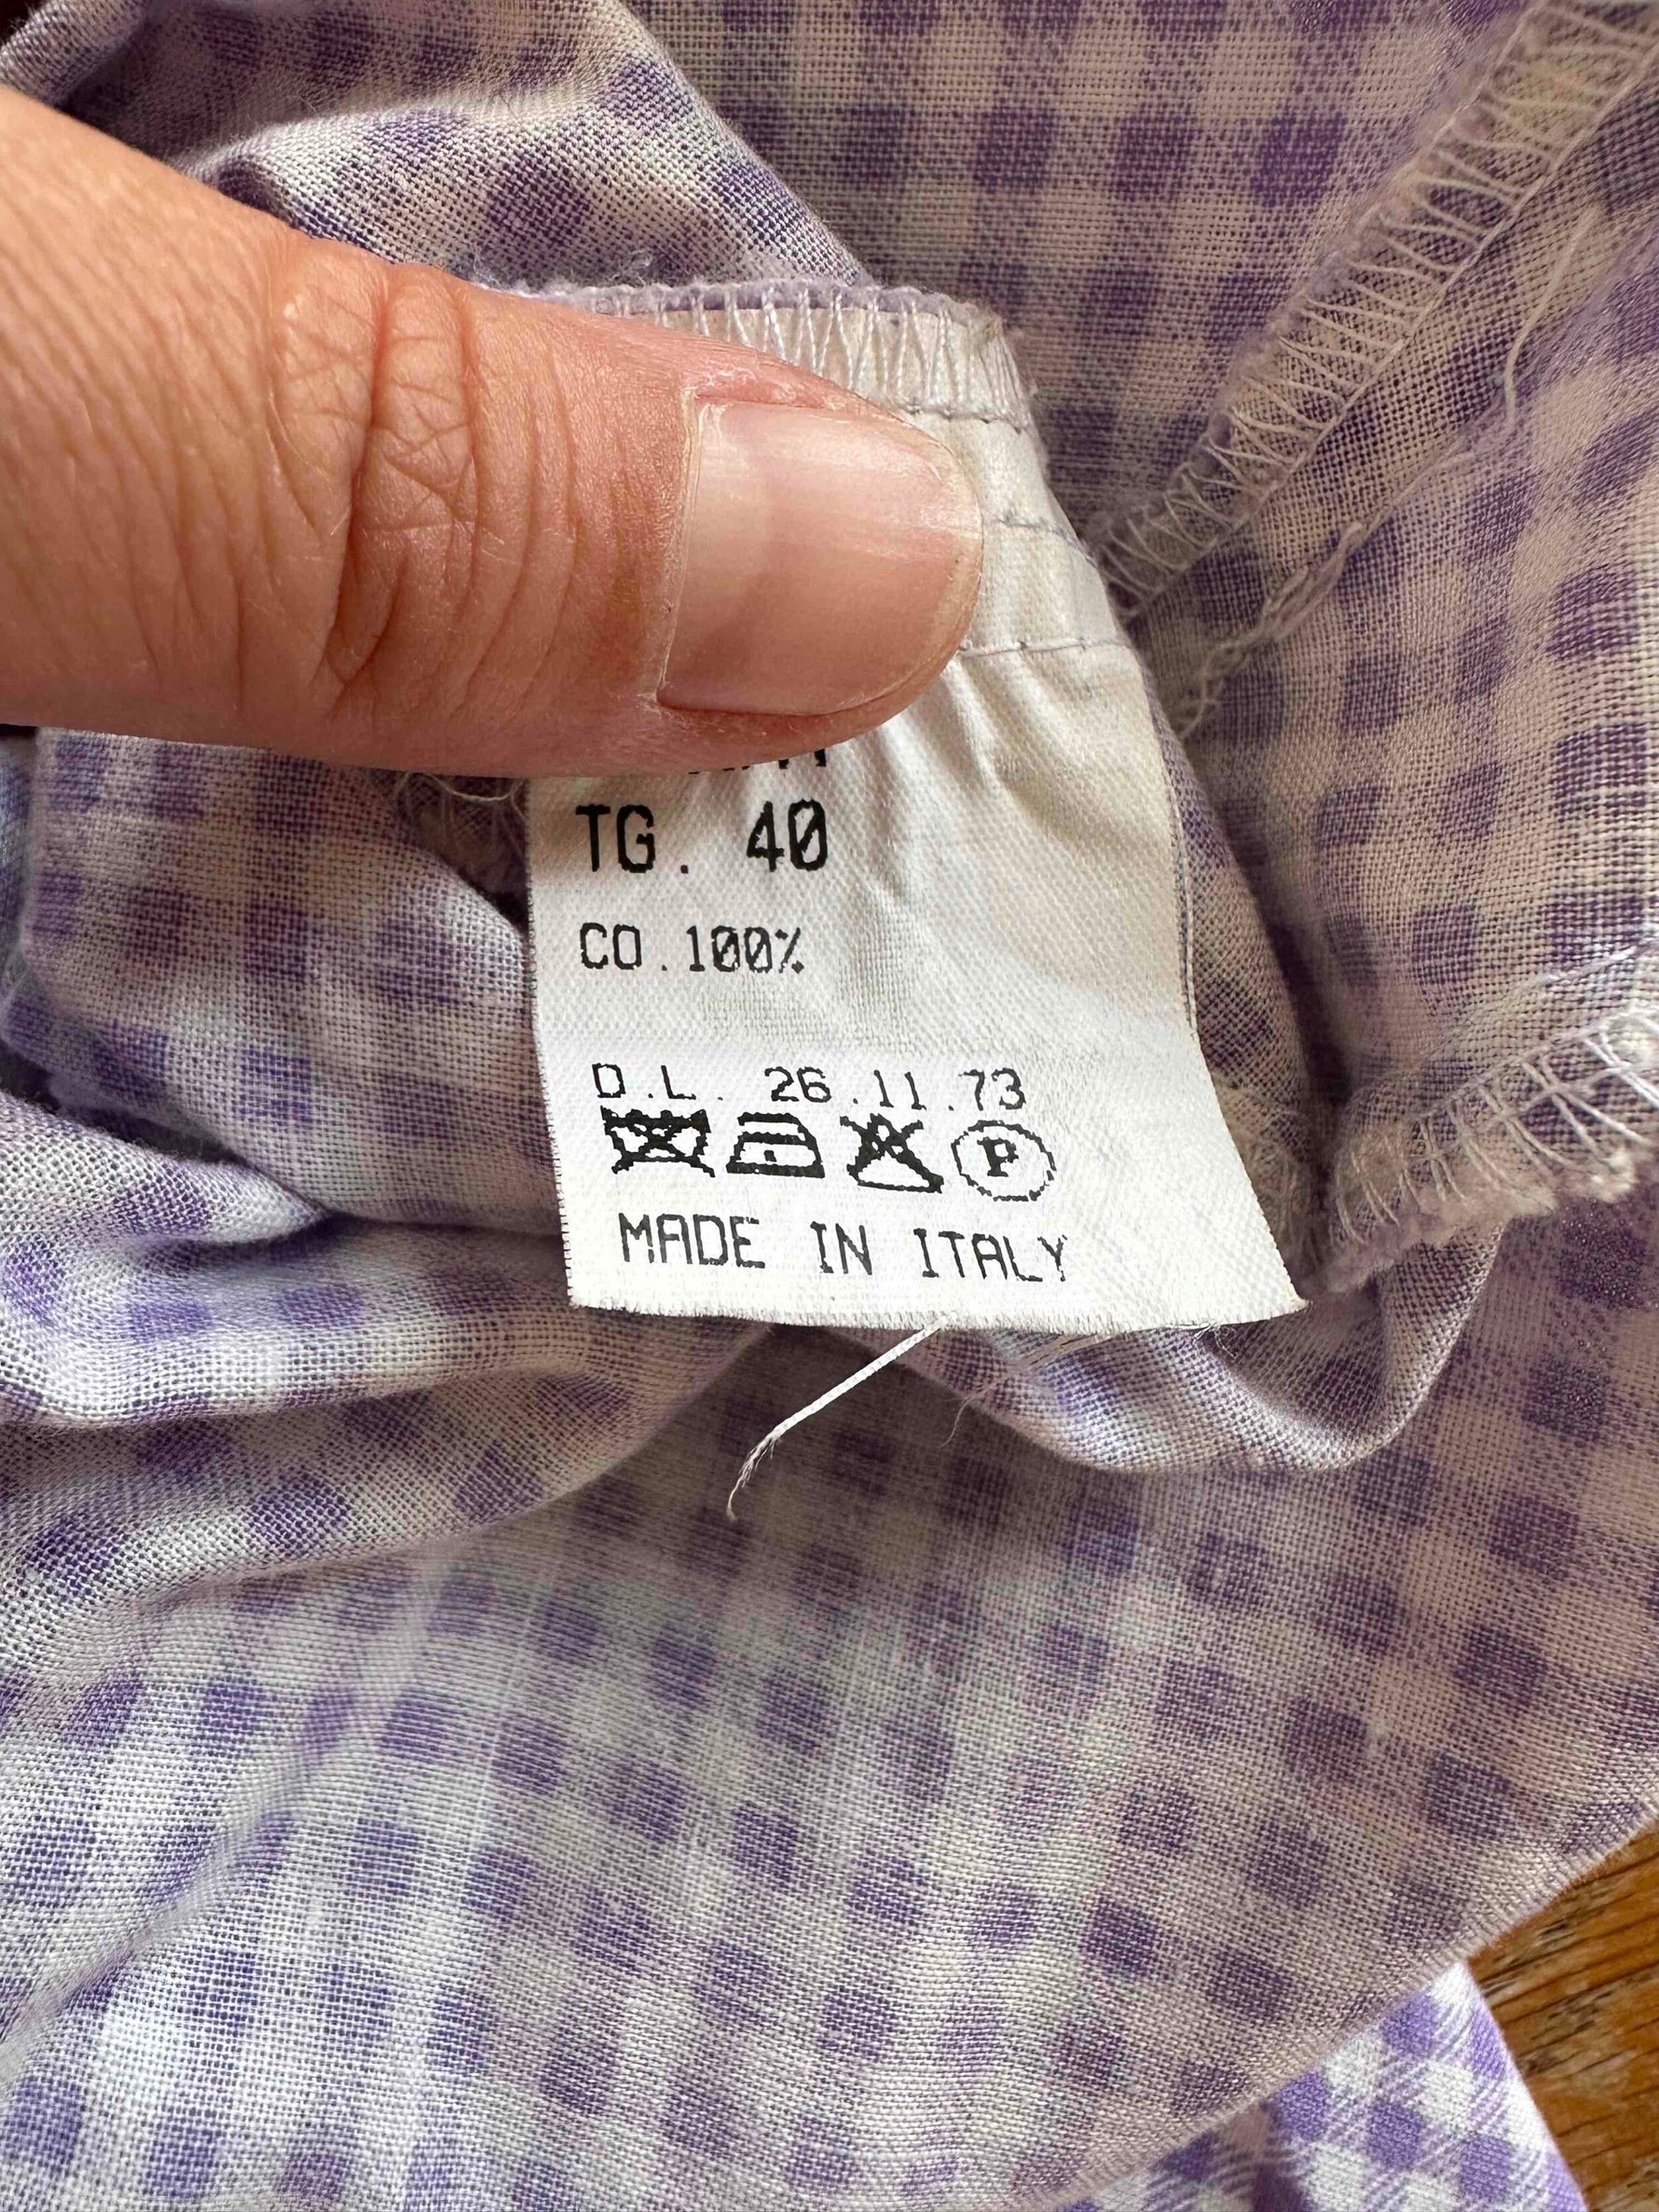 TG. 40
CO.100%
D.L. 26.11.73
P
MADE IN ITALY